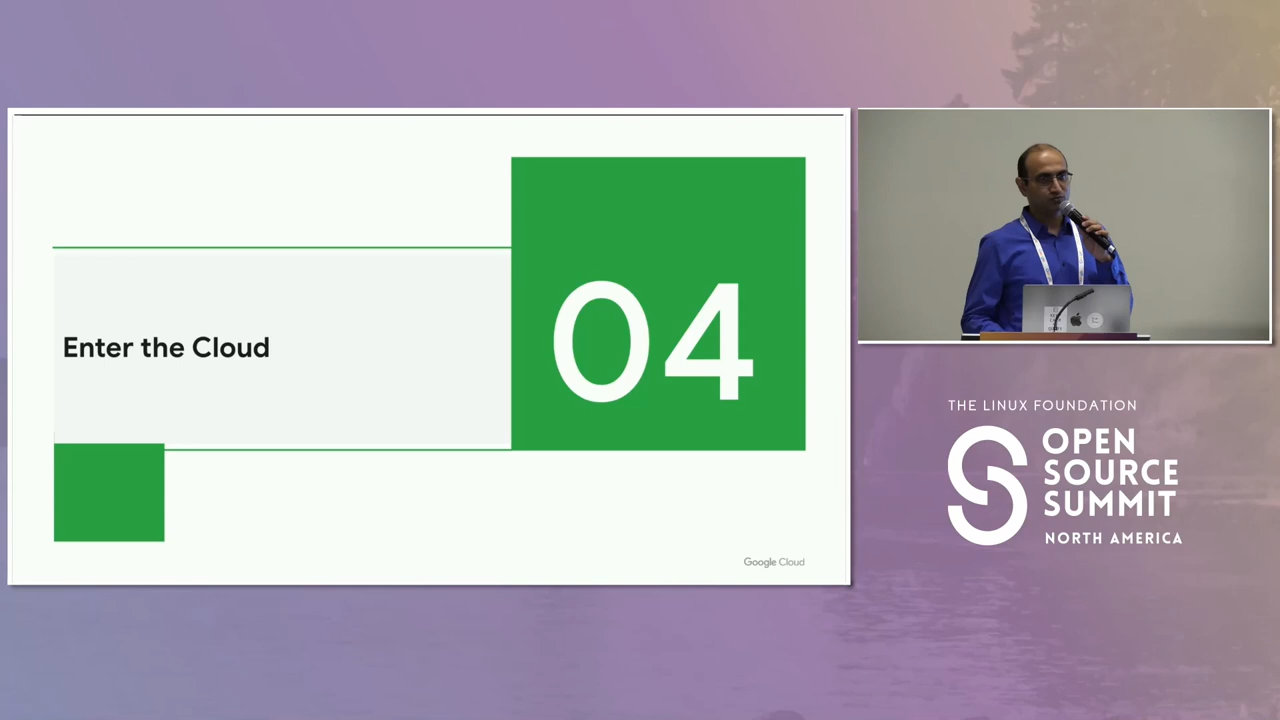 Enter the Cloud
04
Google Cloud
THE LINUX FOUNDATION
OPEN
SOURCE
SUMMIT
NORTH AMERICA